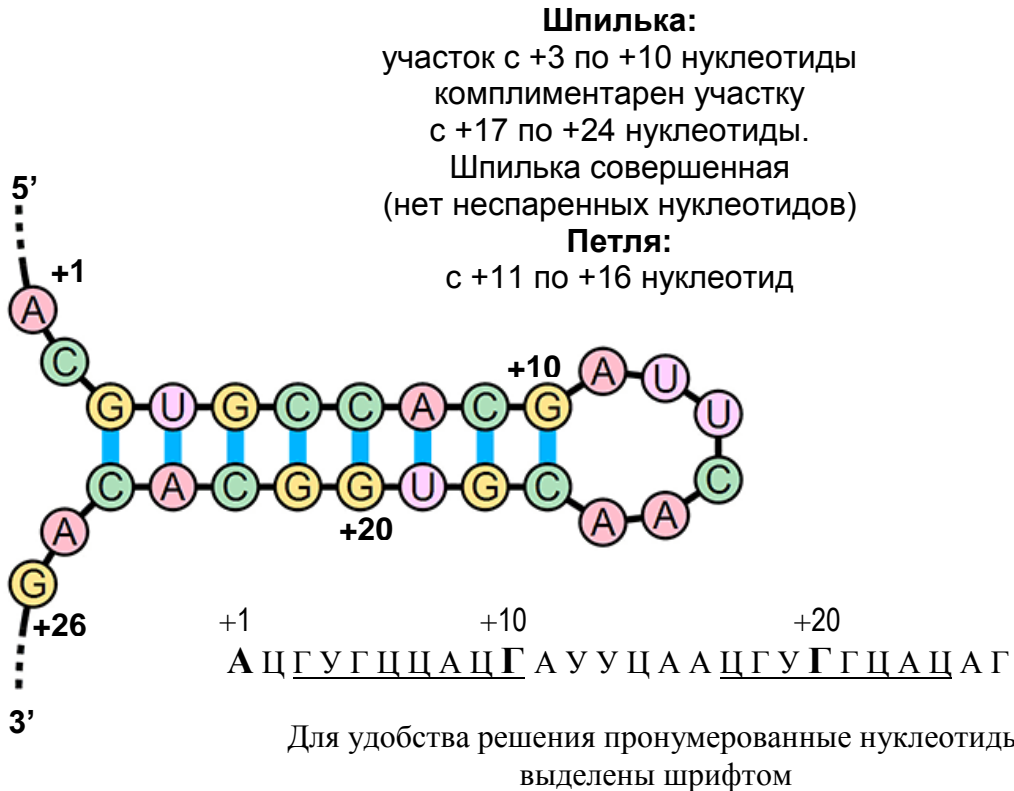 Шпилька:
участок с +3 по +10 нуклеотиды
комплиментарен участку
с +17 по +24 нуклеотиды.
Шпилька совершенная
(нет неспаренных нуклеотидов)
Петля:
с +11 по +16 нуклеотид
5’
+1
A
C
G U G C C A C G A U U C A A
+10
C A C G G U G C
+20
A
G
+26
3’
+1 +10 +20
А Ц Г У Г Ц Ц А Ц Г А У У Ц А А Ц Г У Г Г Ц А Ц А Г
Для удобства решения пронумерованные нуклеотиды
выделены шрифтом